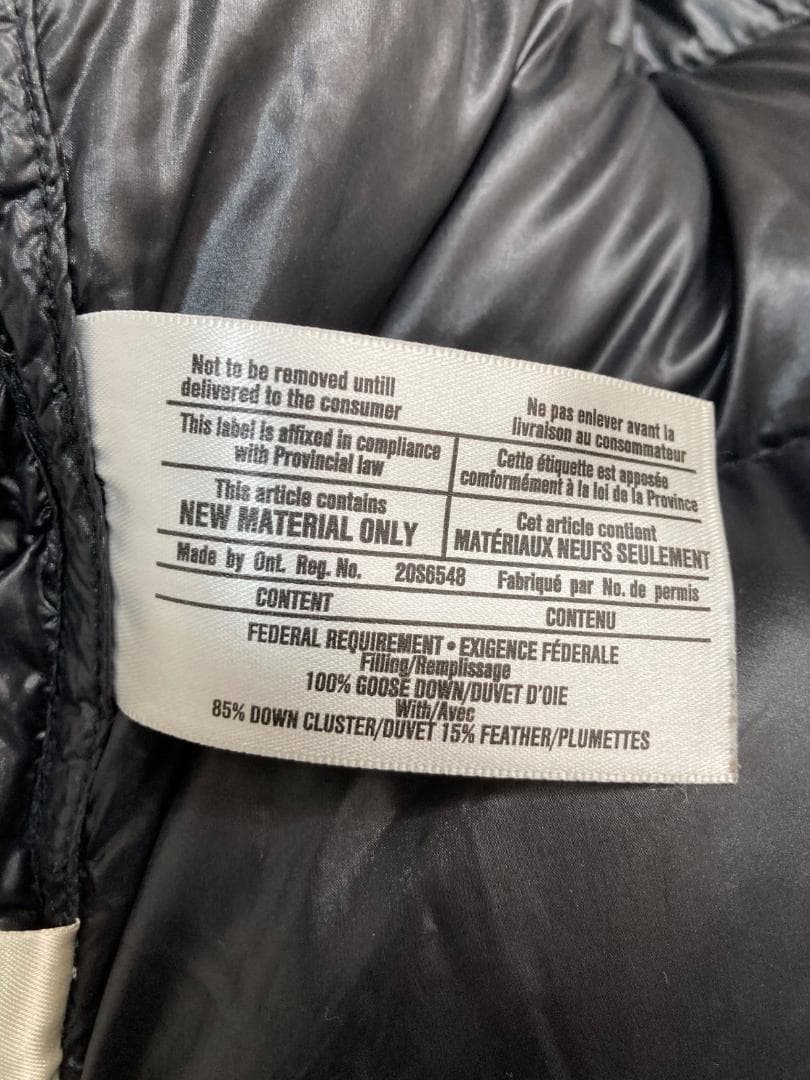 Not to be removed untill
delivered to the consumer
Ne pas enlever avant la
livraison au consommateur
This label is affixed in compliance
with Provincial law
Cette étiquette est apposée
comformément à la loi de la Province
This article contains
NEW MATERIAL ONLY
Cet article contient
MATÉRIAUX NEUFS SEULEMENT
Made by Ont. Reg. No. 20S6548 Fabriqué par No. de permis
CONTENT CONTENU
FEDERAL REQUIREMENT • EXIGENCE FÉDERALE
Filling/Remplissage
100% GOOSE DOWN/DUVET D'OIE
With/Avéc
85% DOWN CLUSTER/DUVET 15% FEATHER/PLUMETTES